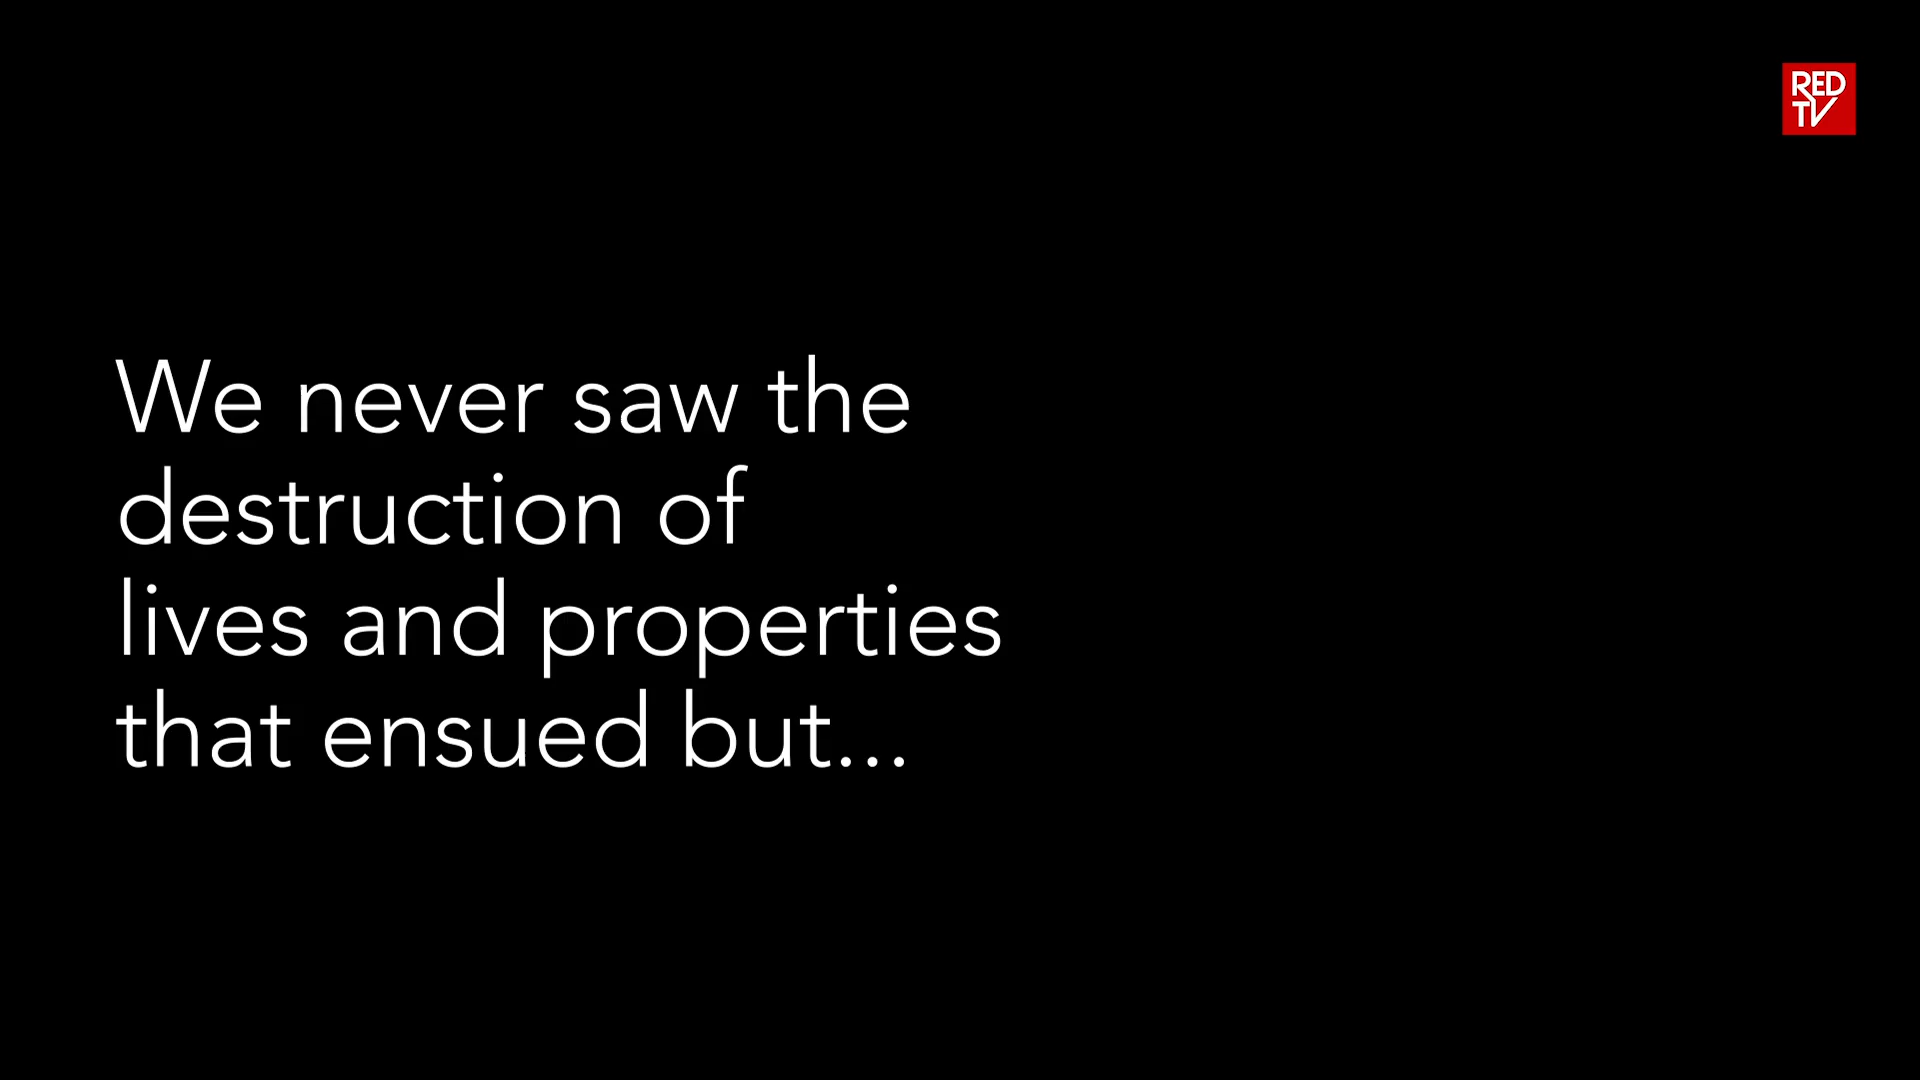 RED
TV
We never saw the
destruction of
lives and properties
that ensued but...